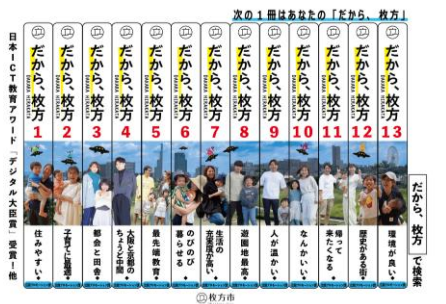 次の1冊はあなたの「だから、枚方」
日本ICT教育アワード「デジタル大臣賞」受賞！他
だから、枚方
1
住みやすい。
だから、枚方
2
子育てに最適。
だから、枚方
3
都会と田舎。
だから、枚方
4
大阪と京都の
ちょうど中間
だから、枚方
5
最先端教育。
だから、枚方
6
のびのび
暮らせる。
だから、枚方
7
生活の
充実度が高い。
だから、枚方
8
遊園地最高。
だから、枚方
9
人が温かい。
だから、枚方
10
なんかいい。
だから、枚方
11
帰って
来たくなる。
だから、枚方
12
歴史がある街。
だから、枚方
13
環境が良い。
だから、枚方 で検索
枚方市